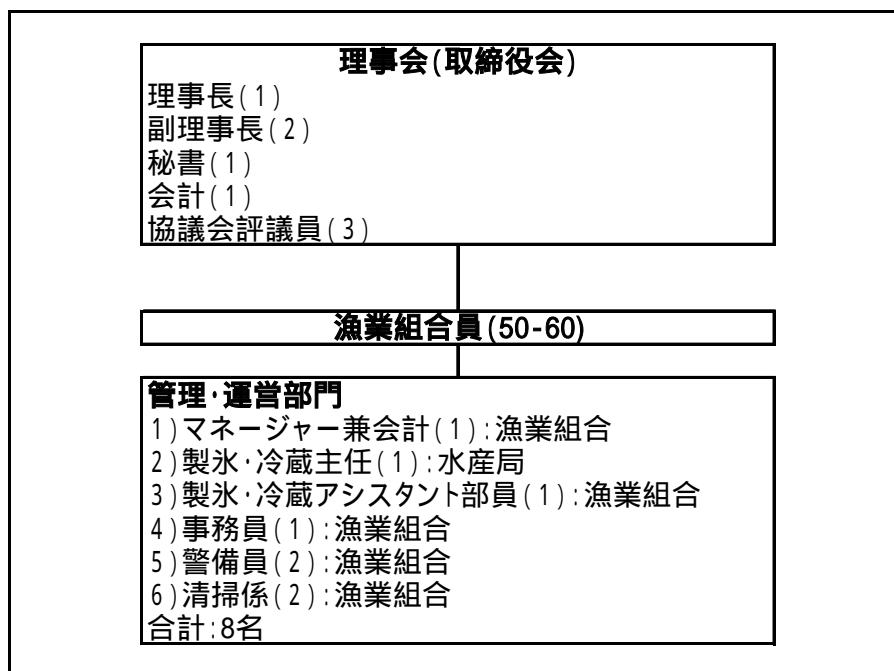 理事会(取締役会)
理事長(1)
副理事長(2)
秘書(1)
会計(1)
協議会評議員(3)
漁業組合員(50-60)
管理・運営部門
1)マネージャー兼会計(1):漁業組合
2)製氷・冷蔵主任(1):水産局
3)製氷・冷蔵アシスタント部員(1):漁業組合
4)事務員(1):漁業組合
5)警備員(2):漁業組合
6)清掃係(2):漁業組合
合計:8名